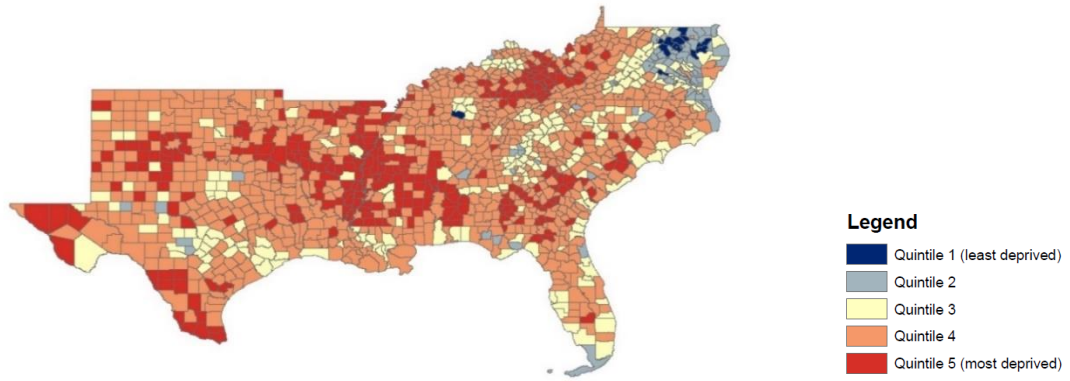 Legend
Quintile 1 (least deprived)
Quintile 2
Quintile 3
Quintile 4
Quintile 5 (most deprived)